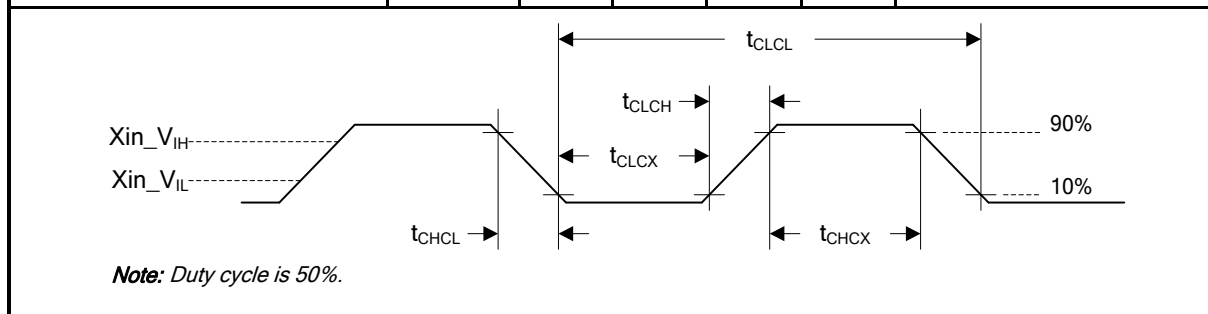 tCLCL
tCLCH
Xin_VIH
90%
tCLCX
Xin_VIL
10%
tCHCL
tCHCX
Note: Duty cycle is 50%.